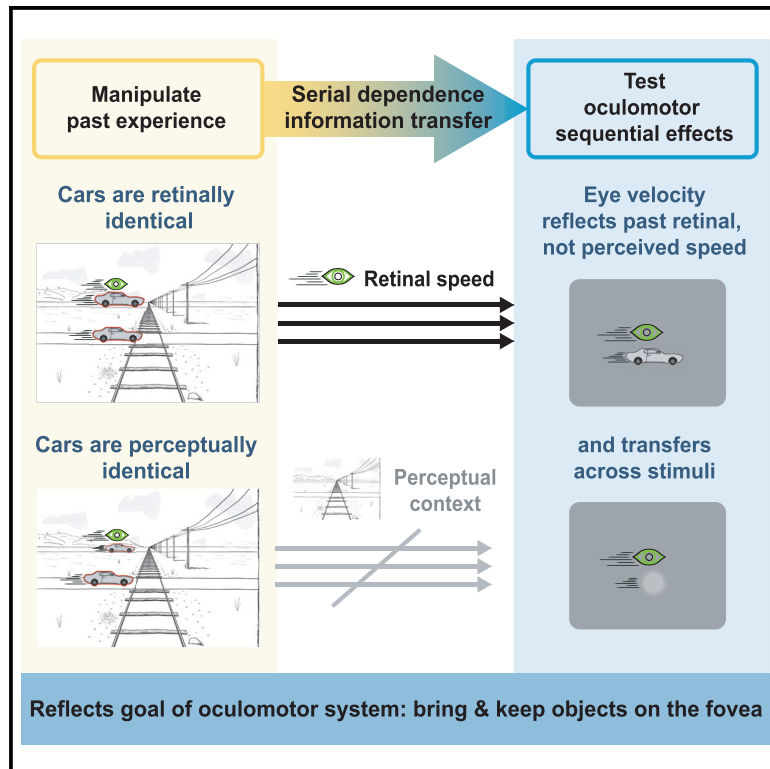 Manipulate
past experience
Serial dependence
information transfer
Test
oculomotor
sequential effects
Cars are retinally
identical
Retinal speed
Eye velocity
reflects past retinal,
not perceived speed
Cars are perceptually
identical
Perceptual
context
and transfers
across stimuli
Reflects goal of oculomotor system: bring & keep objects on the fovea